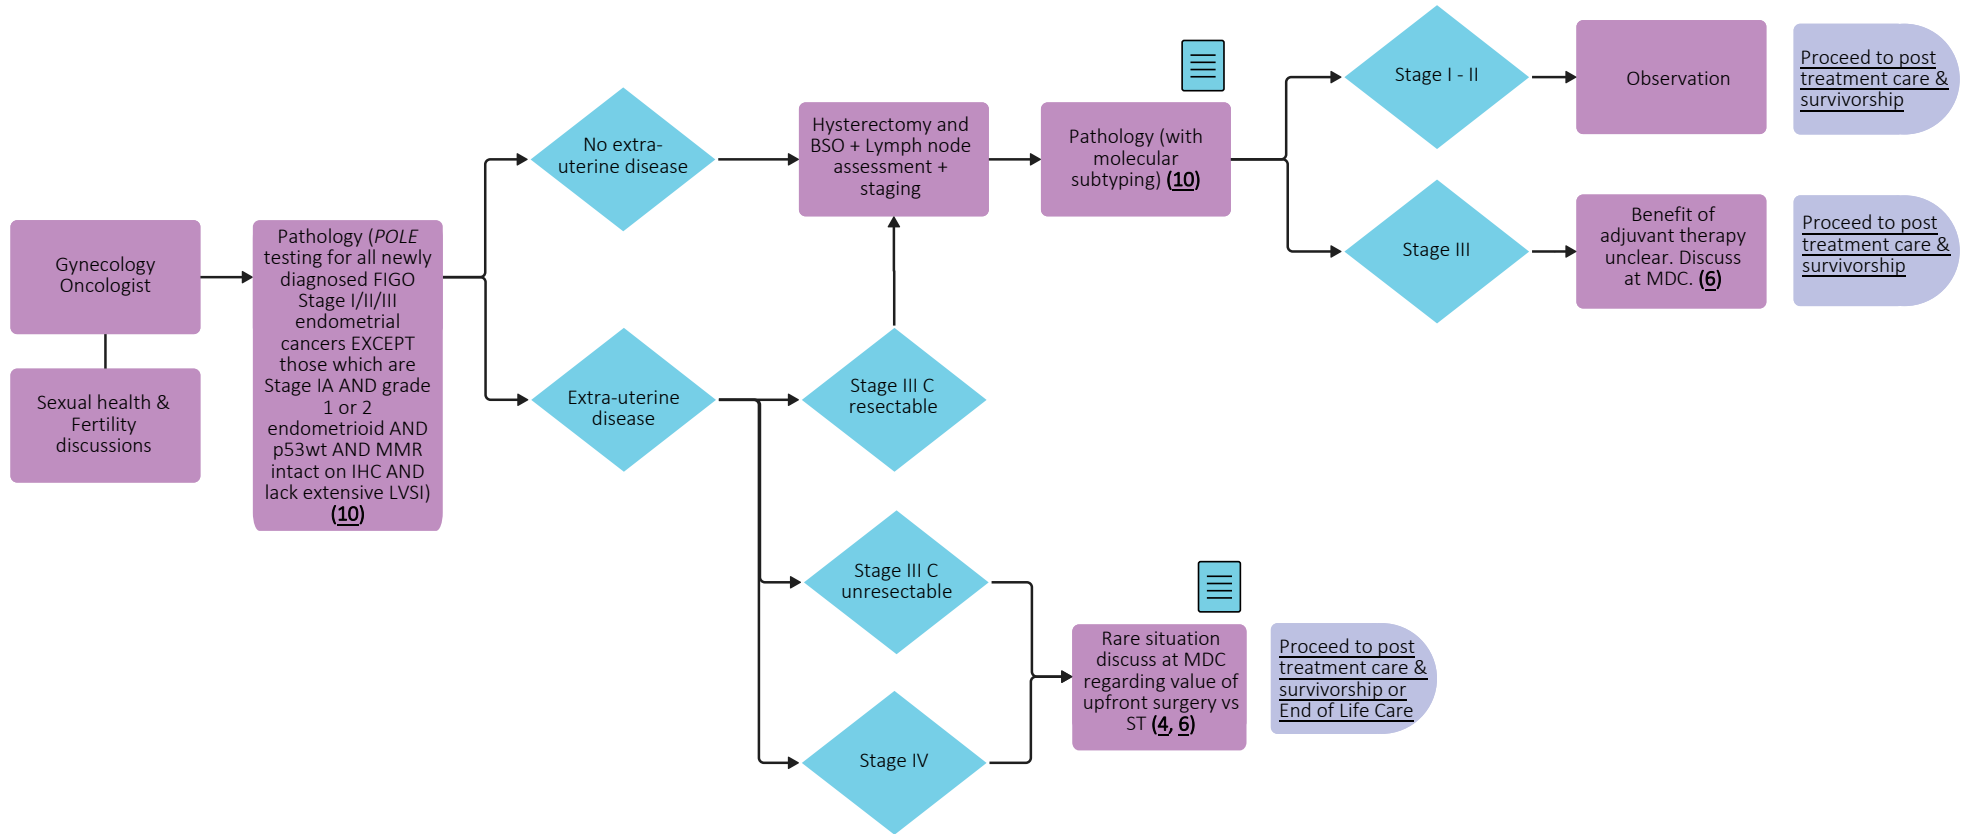 Gynecology
Oncologist
Sexual health &
Fertility
discussions
Pathology (POLE
testing for all newly
diagnosed FIGO
Stage I/II/III
endometrial
cancers EXCEPT
those which are
Stage IA AND grade
1 or 2
endometrioid AND
p53wt AND MMR
intact on IHC AND
lack extensive LVSI)
(10)
No extra-
uterine disease
Extra-uterine
disease
Hysterectomy and
BSO + Lymph node
assessment +
staging
Stage III C
resectable
Stage III C
unresectable
Stage IV
Pathology (with
molecular
subtyping) (10)
Rare situation
discuss at MDC
regarding value of
upfront surgery vs
ST (4, 6)
Proceed to post
treatment care &
survivorship or
End of Life Care
Stage I - II
Observation
Proceed to post
treatment care &
survivorship
Stage III
Benefit of
adjuvant therapy
unclear. Discuss
at MDC. (6)
Proceed to post
treatment care &
survivorship